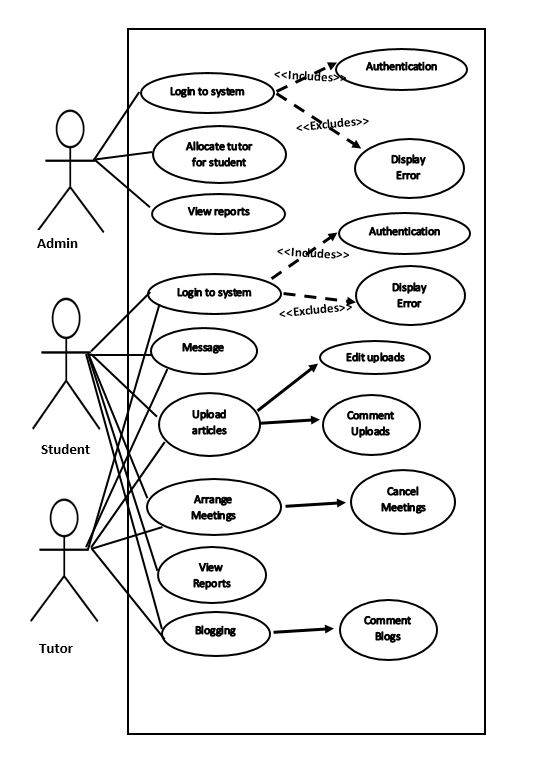 Authentication
<<Includes>>
Login to system
<<Excludes>>
Allocate tutor
for student
Display
Error
View reports
Admin
Authentication
<<Includes>>
Login to system
Display
Error
<<Excludes>>
Message
Edit uploads
Upload
articles
Comment
Uploads
Student
Arrange
Meetings
Cancel
Meetings
View
Reports
Blogging
Comment
Blogs
Tutor